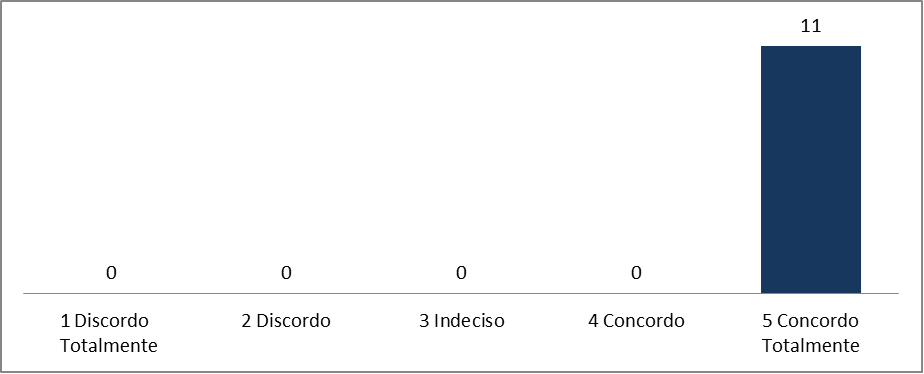 11
0 0 0 0
1 Discordo Totalmente
2 Discordo
3 Indeciso
4 Concordo
5 Concordo Totalmente